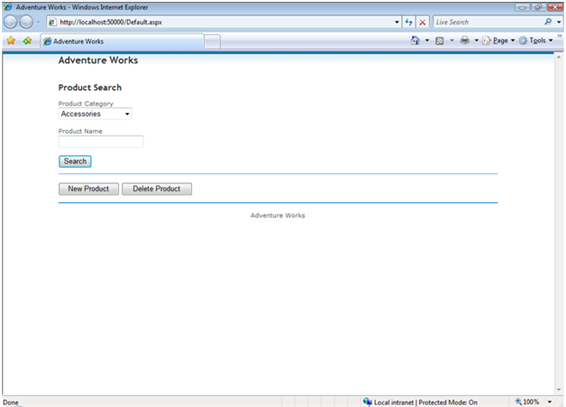 Adventure Works - Windows Internet Explorer
http://localhost:50000/Default.aspx
Live Search
Adventure Works
Page
Tools
Adventure Works
Product Search
Product Category
Accessories
Product Name
Search
New Product Delete Product
Adventure Works
Done
Local intranet | Protected Mode: On
100%